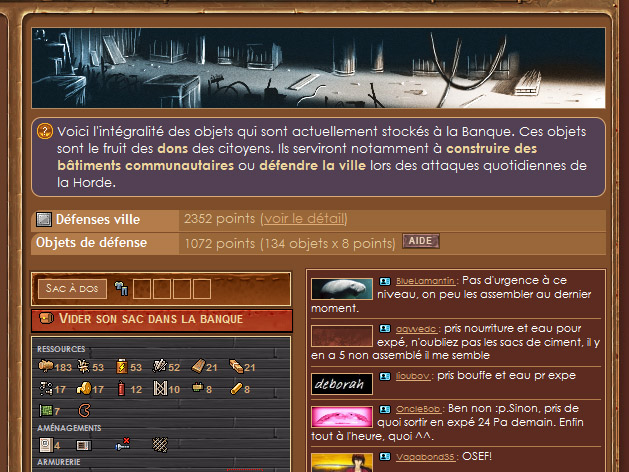 Voici l'intégralité des objets qui sont actuellement stockés à la Banque. Ces objets
sont le fruit des dons des citoyens. Ils serviront notamment à construire des
bâtiments communautaires ou défendre la ville lors des attaques quotidiennes de
la Horde.
Défenses ville 2352 points (voir le détail)
Objets de défense 1072 points (134 objets x 8 points) AIDE
Sac à dos
Vider son sac dans la banque
Ressources
183 53 53 52 21 21
17 17 12 10 8 8
7
Aménagements
4
Armurerie
BlueLamantin : Pas d'urgence à ce
niveau, on peu les assembler au dernier
moment.
aqwedc : pris nourriture et eau pour
expé, n'oubliez pas les sacs de ciment, il y
en a 5 non assemblé il me semble
deborah
lloubov : pris bouffe et eau pr expe
OncleBob : Ben non :p.Sinon, pris de
quoi sortir en expé 24 Pa demain. Enfin
tout à l'heure, quoi ^^.
Vagabond35 : OSEF!